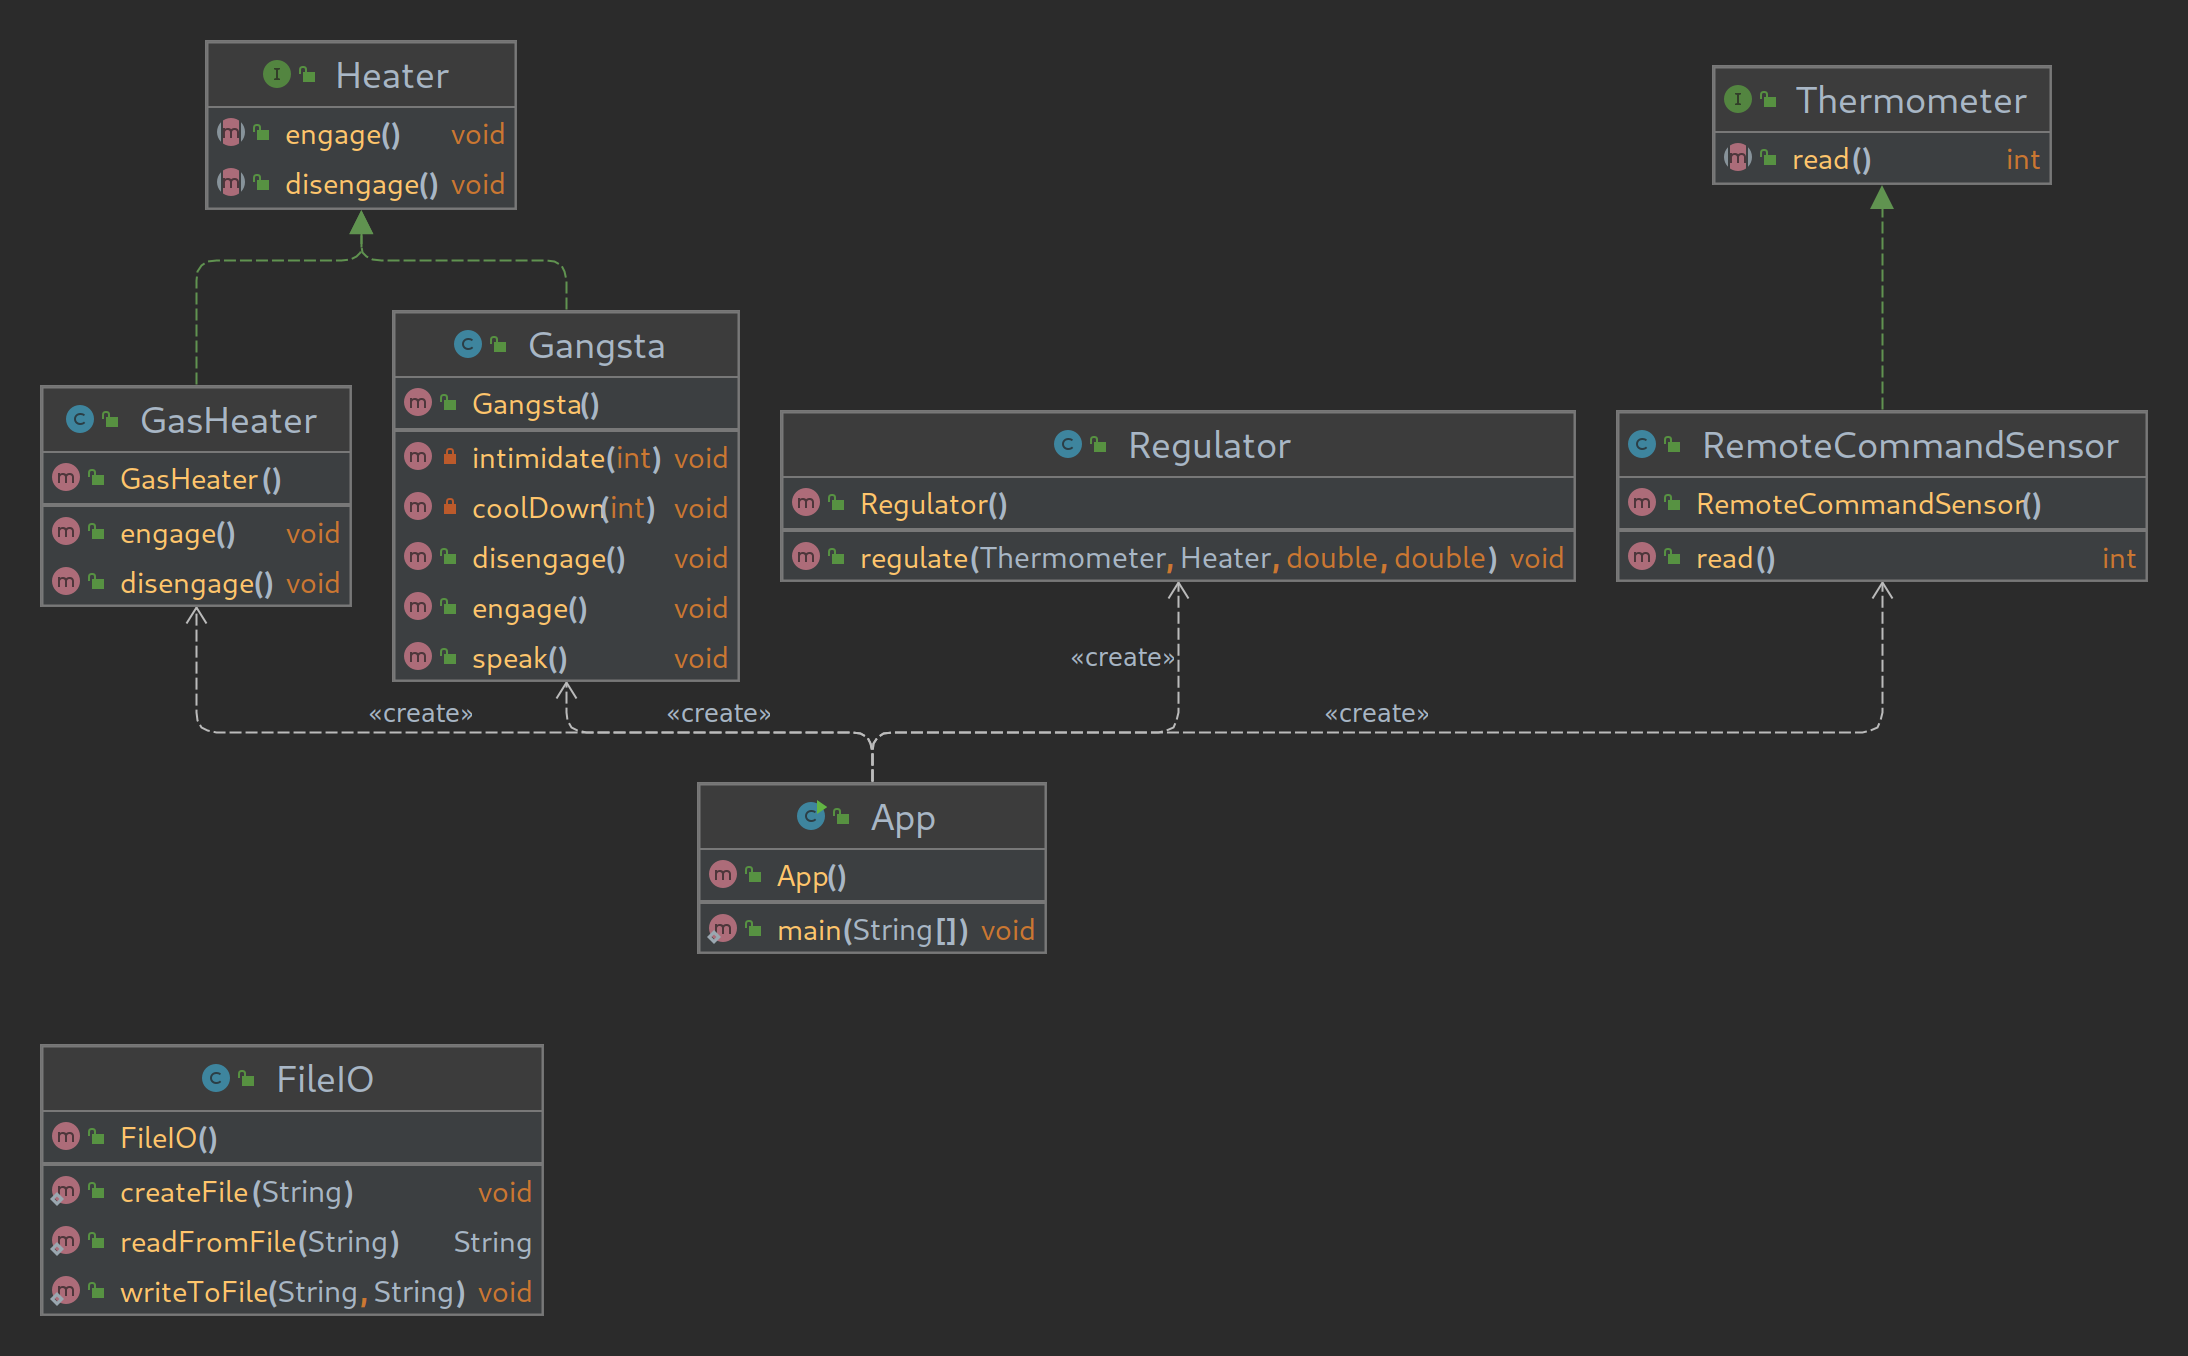 Heater
engage() void
disengage() void
Thermometer
read() int
Gangsta
Gangsta()
intimidate(int) void
coolDown(int) void
disengage() void
engage() void
speak() void
GasHeater
GasHeater()
engage() void
disengage() void
Regulator
Regulator()
regulate(Thermometer, Heater, double, double) void
RemoteCommandSensor
RemoteCommandSensor()
read() int
«create»
«create»
«create»
«create»
App
App()
main(String[]) void
FileIO
FileIO()
createFile(String) void
readFromFile(String) String
writeToFile(String, String) void